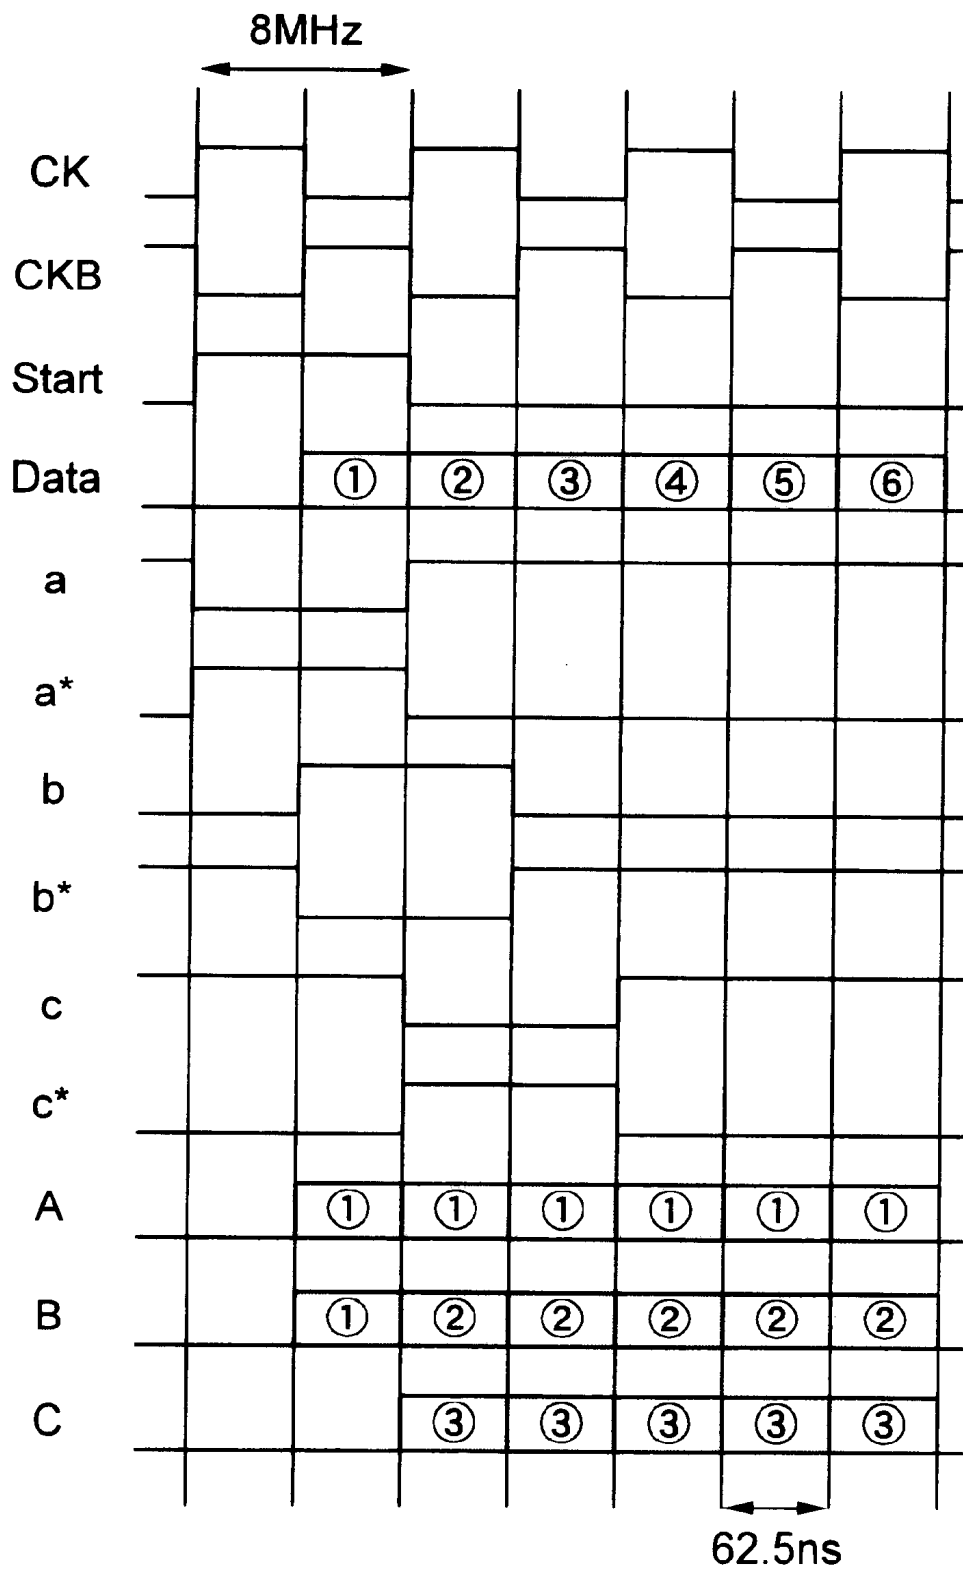 8MHz
CK
CKB
Start
Data ① ② ③ ④ ⑤ ⑥
a
a*
b
b*
c
c*
A ① ① ① ① ① ①
B ① ② ② ② ② ②
C ③ ③ ③ ③ ③
62.5ns